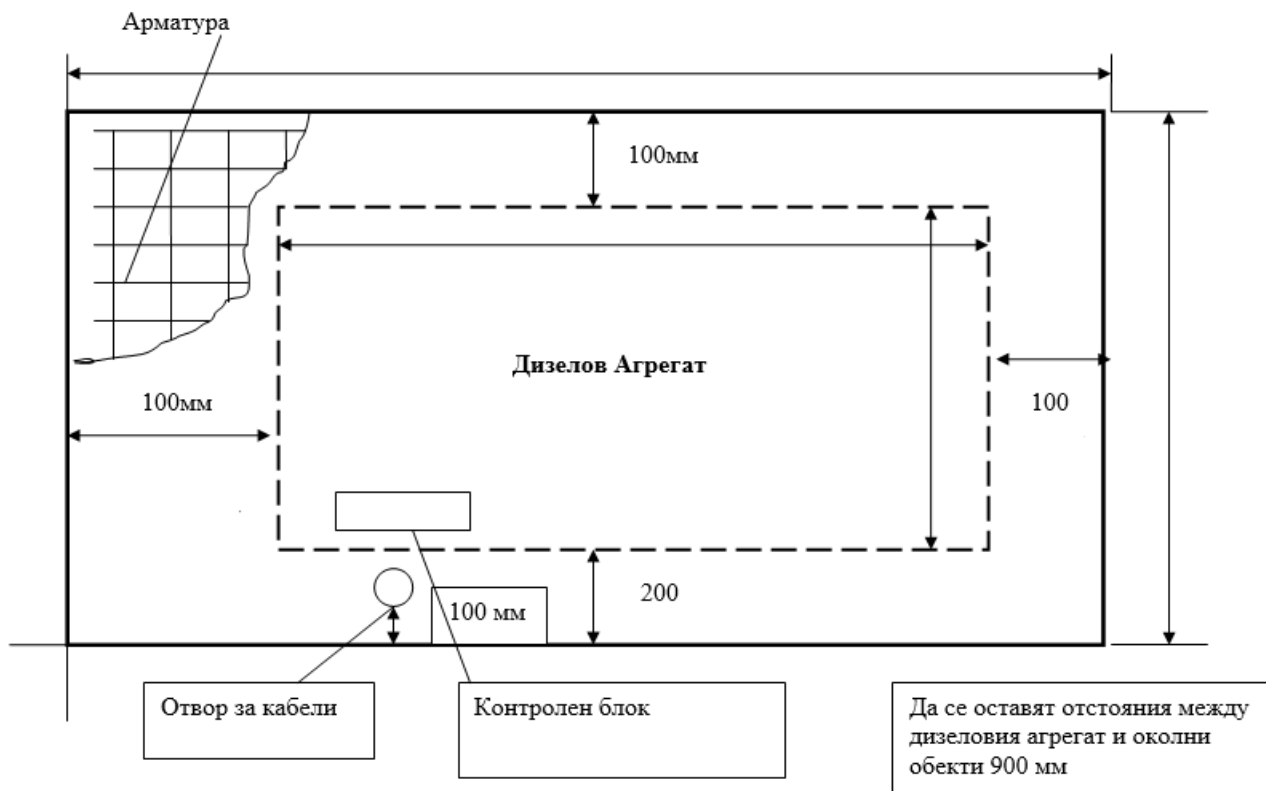 Арматура
100мм
Дизелов Агрегат
100мм
100
200
100 мм
Отвор за кабели
Контролен блок
Да се оставят отстояния между
дизеловия агрегат и околни
обекти 900 мм